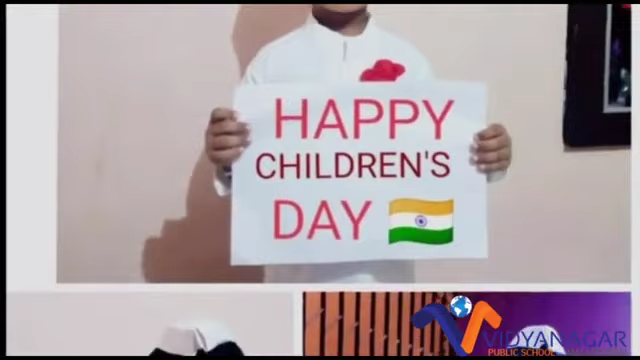 HAPPY
CHILDREN'S
DAY
VIDYANAGAR
PUBLIC SCHOOL